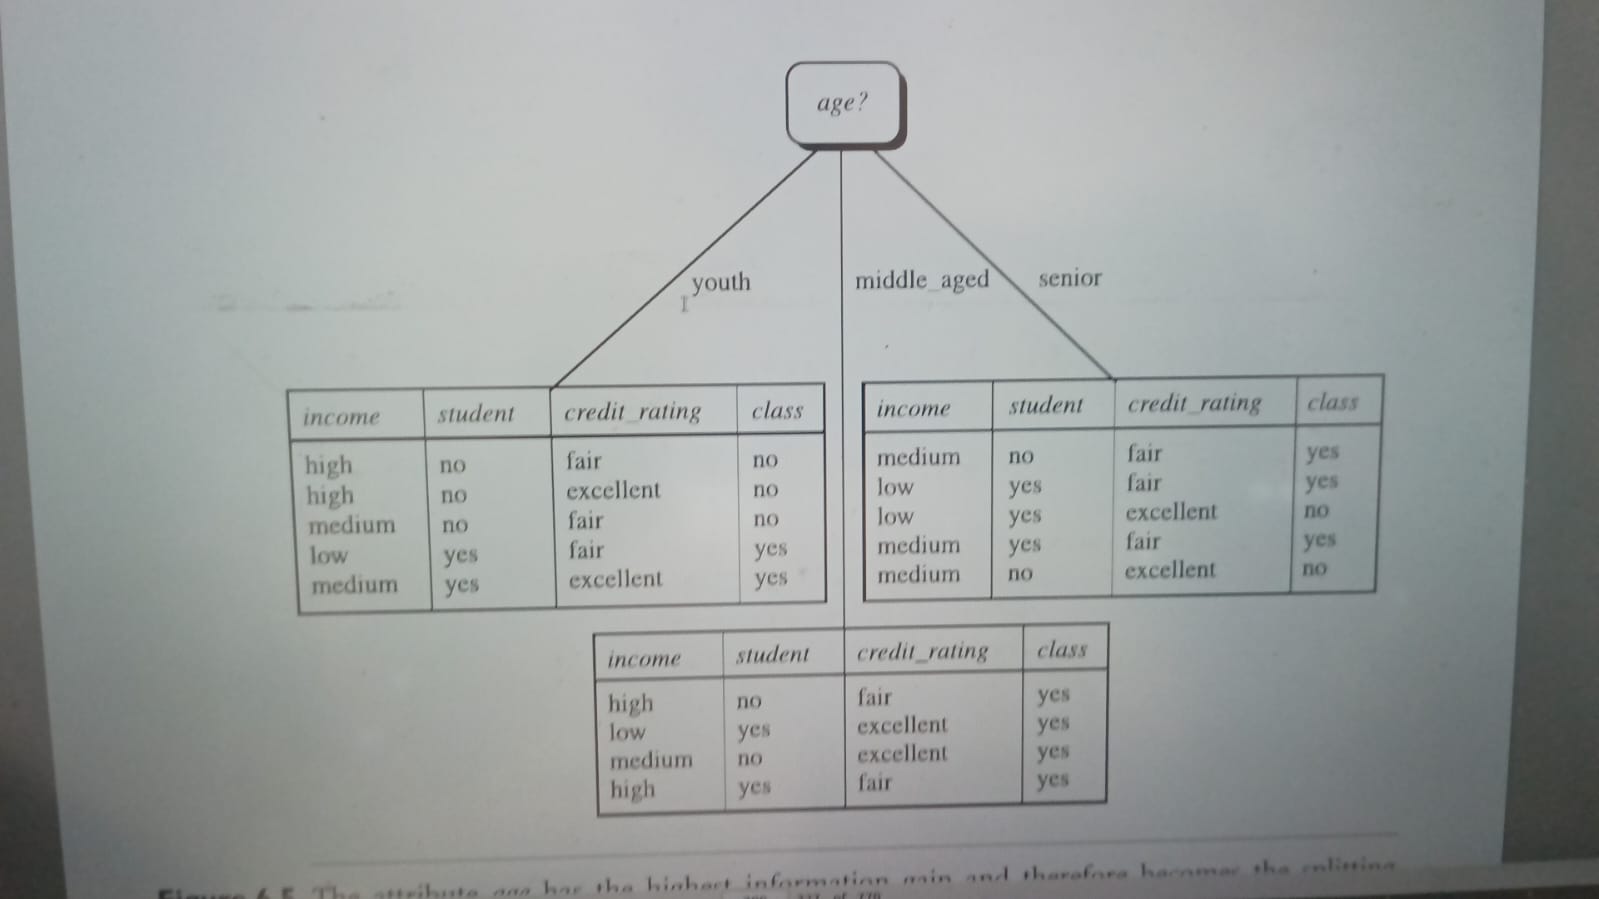 age?
youth
middle_aged
senior
income student credit_rating class
high no fair no
high no excellent no
medium no fair no
low yes fair yes
medium yes excellent yes
income student credit_rating class
medium no fair yes
low yes fair yes
low yes excellent no
medium yes fair yes
medium no excellent no
income student credit_rating class
high no fair yes
low yes excellent yes
medium no excellent yes
high yes fair yes
Figure 6.5 The attribute age has the highest information gain and therefore becomes the splitting